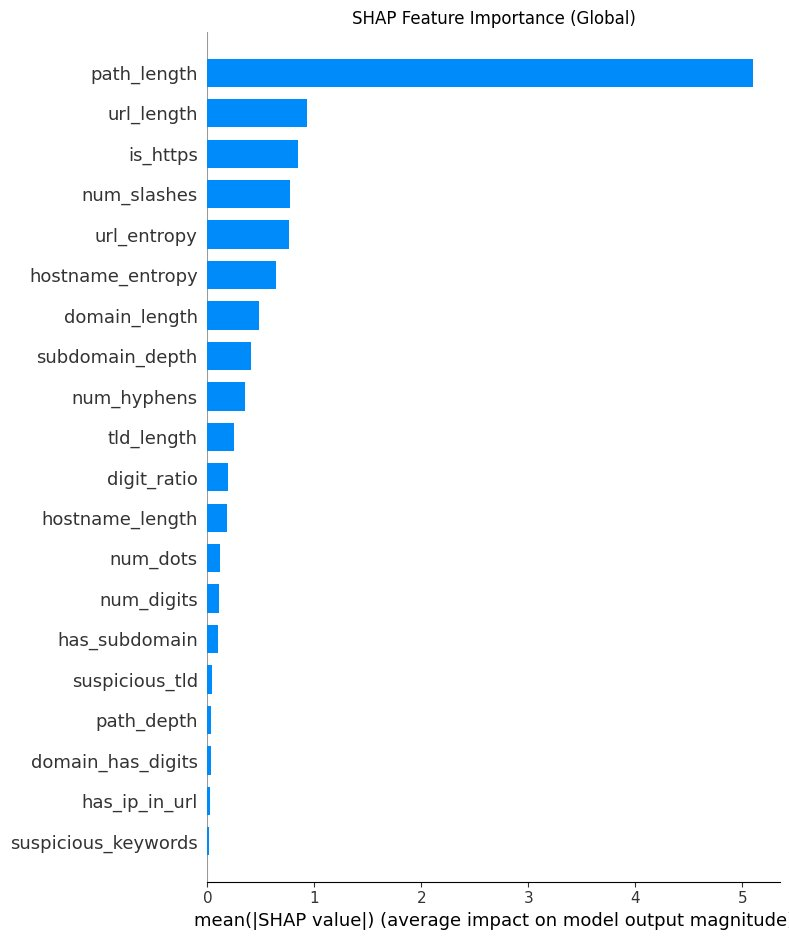 SHAP Feature Importance (Global)
path_length
url_length
is_https
num_slashes
url_entropy
hostname_entropy
domain_length
subdomain_depth
num_hyphens
tld_length
digit_ratio
hostname_length
num_dots
num_digits
has_subdomain
suspicious_tld
path_depth
domain_has_digits
has_ip_in_url
suspicious_keywords
0 1 2 3 4 5
mean(|SHAP value|) (average impact on model output magnitude